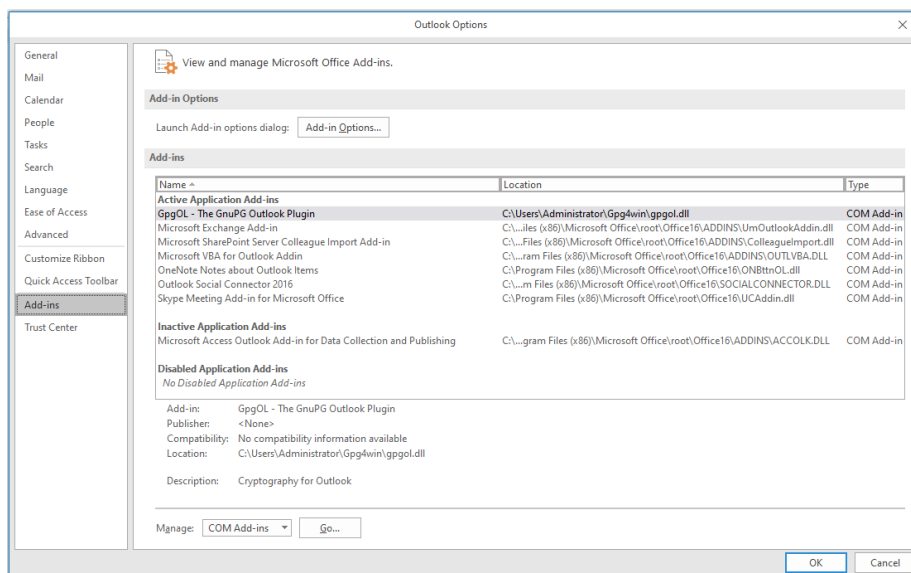 Outlook Options
General
Mail
Calendar
People
Tasks
Search
Language
Ease of Access
Advanced
Customize Ribbon
Quick Access Toolbar
Add-ins
Trust Center
View and manage Microsoft Office Add-ins.
Add-in Options
Launch Add-in options dialog: Add-in Options...
Add-ins
Name Location Type
Active Application Add-ins
GpgOL - The GnuPG Outlook Plugin C:\Users\Administrator\Gpg4win\gpgol.dll COM Add-in
Microsoft Exchange Add-in C:\...iles (x86)\Microsoft Office\root\Office16\ADDINS\UmOutlookAddin.dll COM Add-in
Microsoft SharePoint Server Colleague Import Add-in C:\...Files (x86)\Microsoft Office\root\Office16\ADDINS\ColleagueImport.dll COM Add-in
Microsoft VBA for Outlook Addin C:\...ram Files (x86)\Microsoft Office\root\Office16\ADDINS\OUTLVBA.DLL COM Add-in
OneNote Notes about Outlook Items C:\Program Files (x86)\Microsoft Office\root\Office16\ONBttnOL.dll COM Add-in
Outlook Social Connector 2016 C:\...m Files (x86)\Microsoft Office\root\Office16\SOCIALCONNECTOR.DLL COM Add-in
Skype Meeting Add-in for Microsoft Office C:\Program Files (x86)\Microsoft Office\root\Office16\UCAddin.dll COM Add-in
Inactive Application Add-ins
Microsoft Access Outlook Add-in for Data Collection and Publishing C:\...gram Files (x86)\Microsoft Office\root\Office16\ADDINS\ACCOLK.DLL COM Add-in
Disabled Application Add-ins
No Disabled Application Add-ins
Add-in: GpgOL - The GnuPG Outlook Plugin
Publisher: <None>
Compatibility: No compatibility information available
Location: C:\Users\Administrator\Gpg4win\gpgol.dll
Description: Cryptography for Outlook
Manage: COM Add-ins Go...
OK Cancel